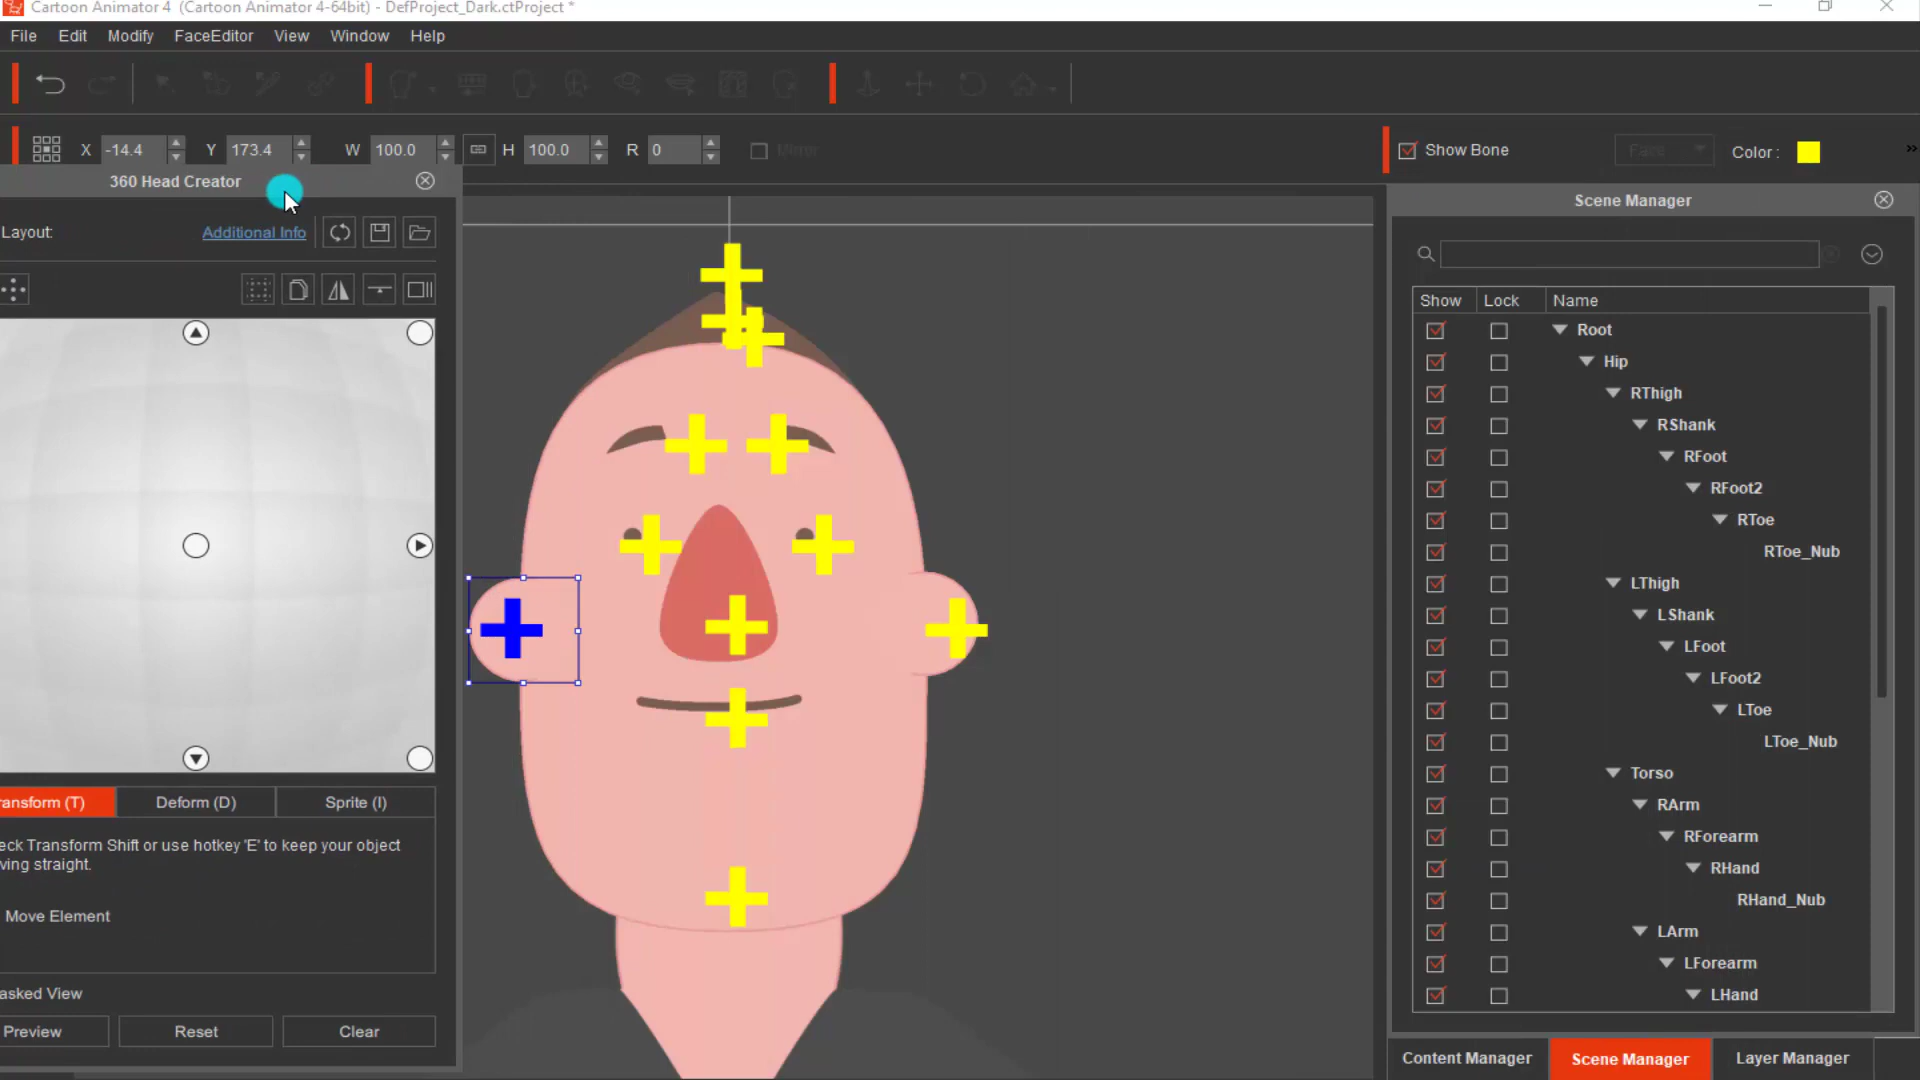 Cartoon Animator 4 (Cartoon Animator 4-64bit) - DefProject_Dark.ctProject *
File Edit Modify FaceEditor View Window Help
X -14.4 Y 173.4 W 100.0 H 100.0 R 0 Mirror
Show Bone Face Color :
360 Head Creator
Layout: Additional Info
ransform (T) Deform (D) Sprite (I)
eck Transform Shift or use hotkey 'E' to keep your object
ving straight.
Move Element
asked View
Preview Reset Clear
Scene Manager
Show Lock Name
Root
Hip
RThigh
RShank
RFoot
RFoot2
RToe
RToe_Nub
LThigh
LShank
LFoot
LFoot2
LToe
LToe_Nub
Torso
RArm
RForearm
RHand
RHand_Nub
LArm
LForearm
LHand
Content Manager Scene Manager Layer Manager